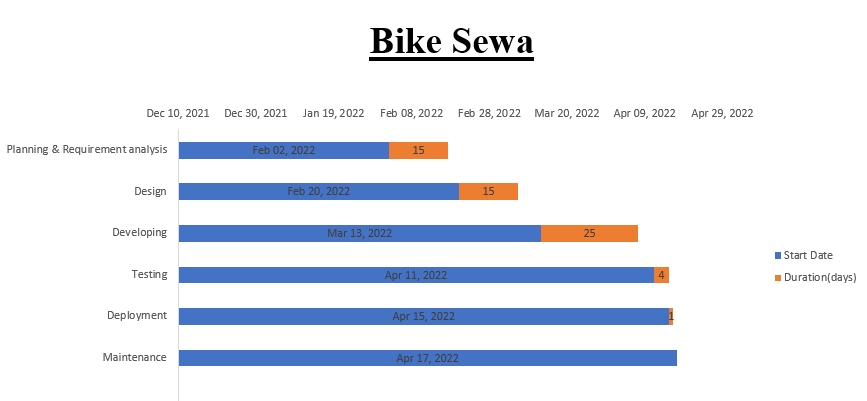 Bike Sewa
Dec 10, 2021 Dec 30, 2021 Jan 19, 2022 Feb 08, 2022 Feb 28, 2022 Mar 20, 2022 Apr 09, 2022 Apr 29, 2022
Planning & Requirement analysis Feb 02, 2022 15
Design Feb 20, 2022 15
Developing Mar 13, 2022 25
Start Date
Testing Apr 11, 2022 4
Duration(days)
Deployment Apr 15, 2022 1
Maintenance Apr 17, 2022